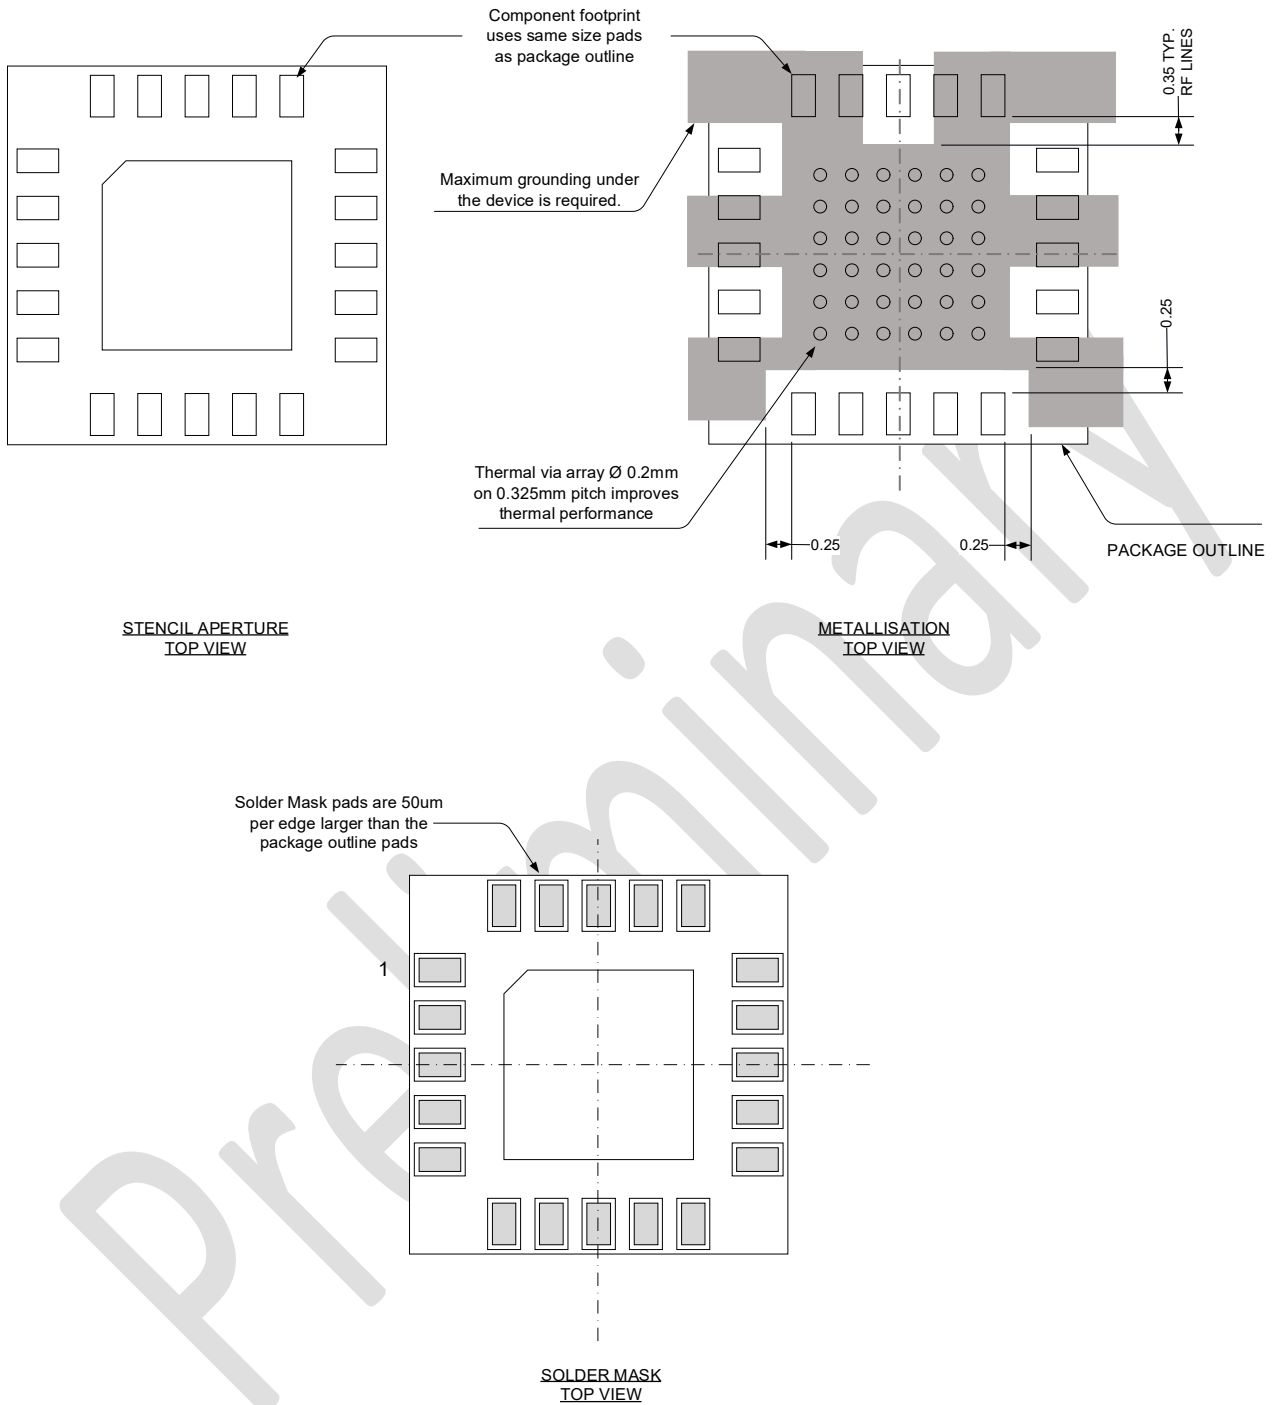 Component footprint
uses same size pads
as package outline
0.35 TYP.
RF LINES
Maximum grounding under
the device is required.
0.25
Thermal via array Ø 0.2mm
on 0.325mm pitch improves
thermal performance
0.25
0.25
PACKAGE OUTLINE
STENCIL APERTURE
TOP VIEW
METALLISATION
TOP VIEW
Solder Mask pads are 50um
per edge larger than the
package outline pads
1
SOLDER MASK
TOP VIEW
Preliminary